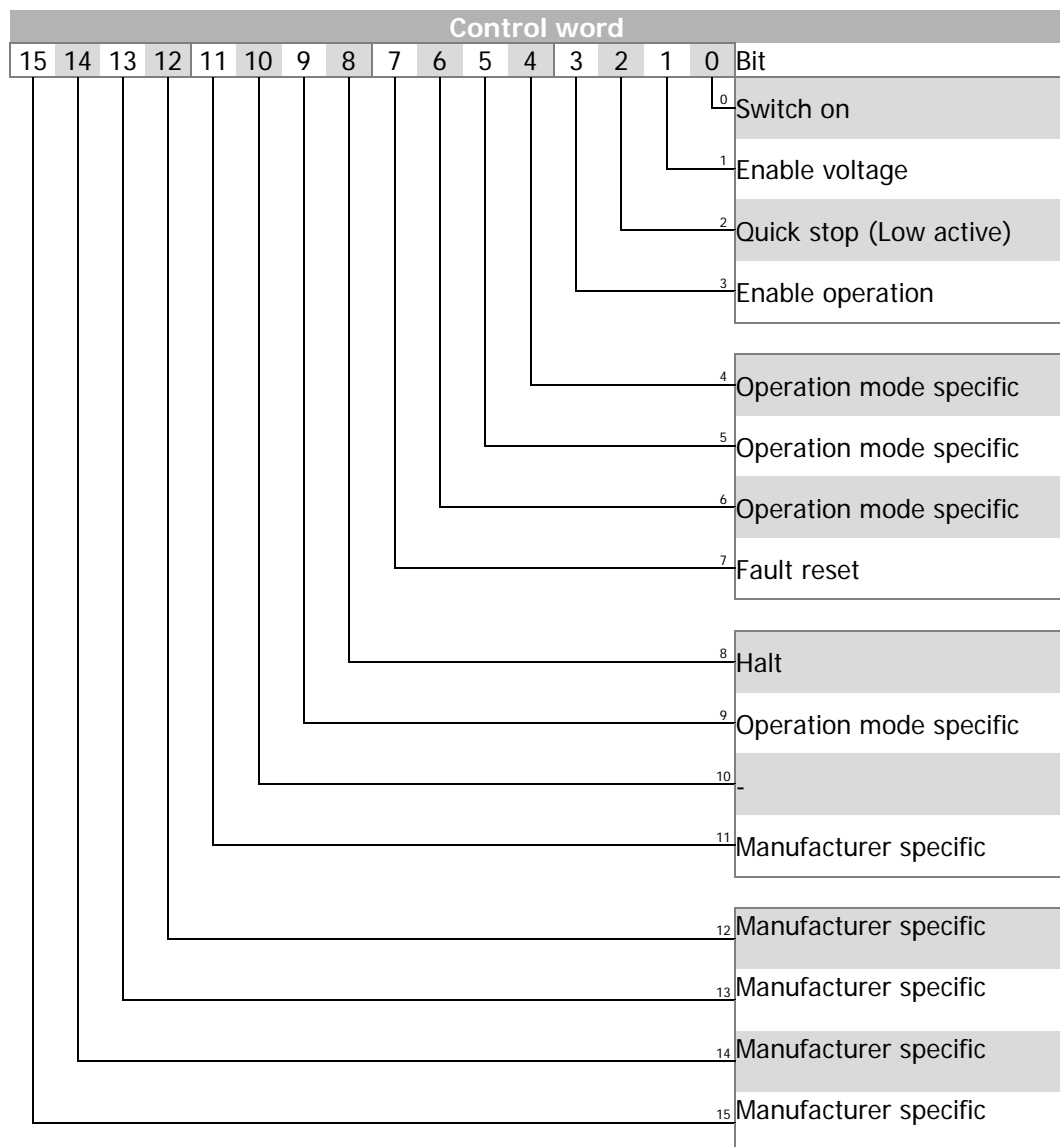 Control word
15 14 13 12 11 10 9 8 7 6 5 4 3 2 1 0 Bit
0 Switch on
1 Enable voltage
2 Quick stop (Low active)
3 Enable operation
4 Operation mode specific
5 Operation mode specific
6 Operation mode specific
7 Fault reset
8 Halt
9 Operation mode specific
10 -
11 Manufacturer specific
12 Manufacturer specific
13 Manufacturer specific
14 Manufacturer specific
15 Manufacturer specific